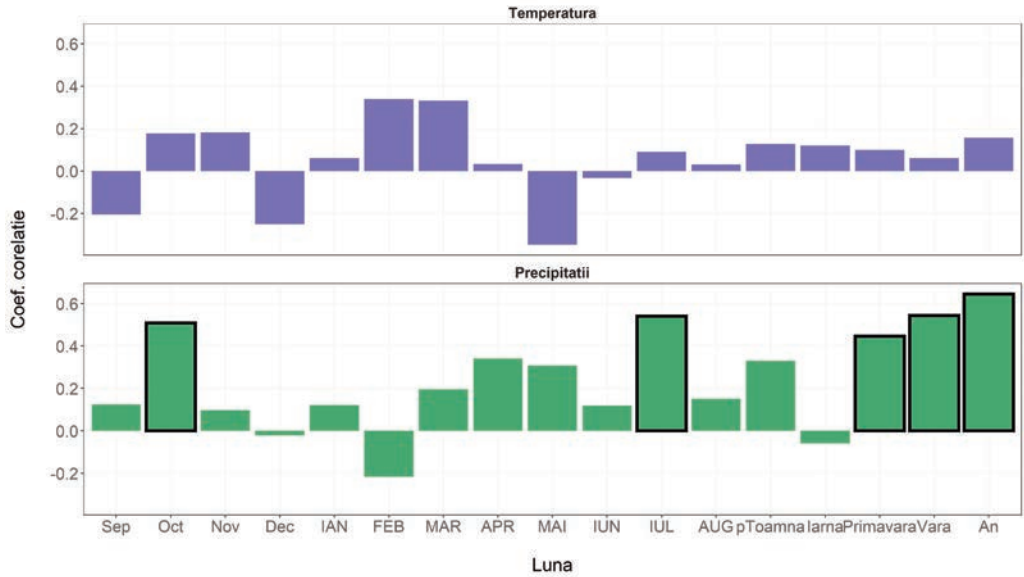 Temperatura
0.6
0.4
0.2
0.0
-0.2
Precipitatii
0.6
0.4
0.2
0.0
-0.2
Coef. corelatie
Sep Oct Nov Dec IAN FEB MAR APR MAI IUN IUL AUG pToamna Iarna Primavara Vara An
Luna